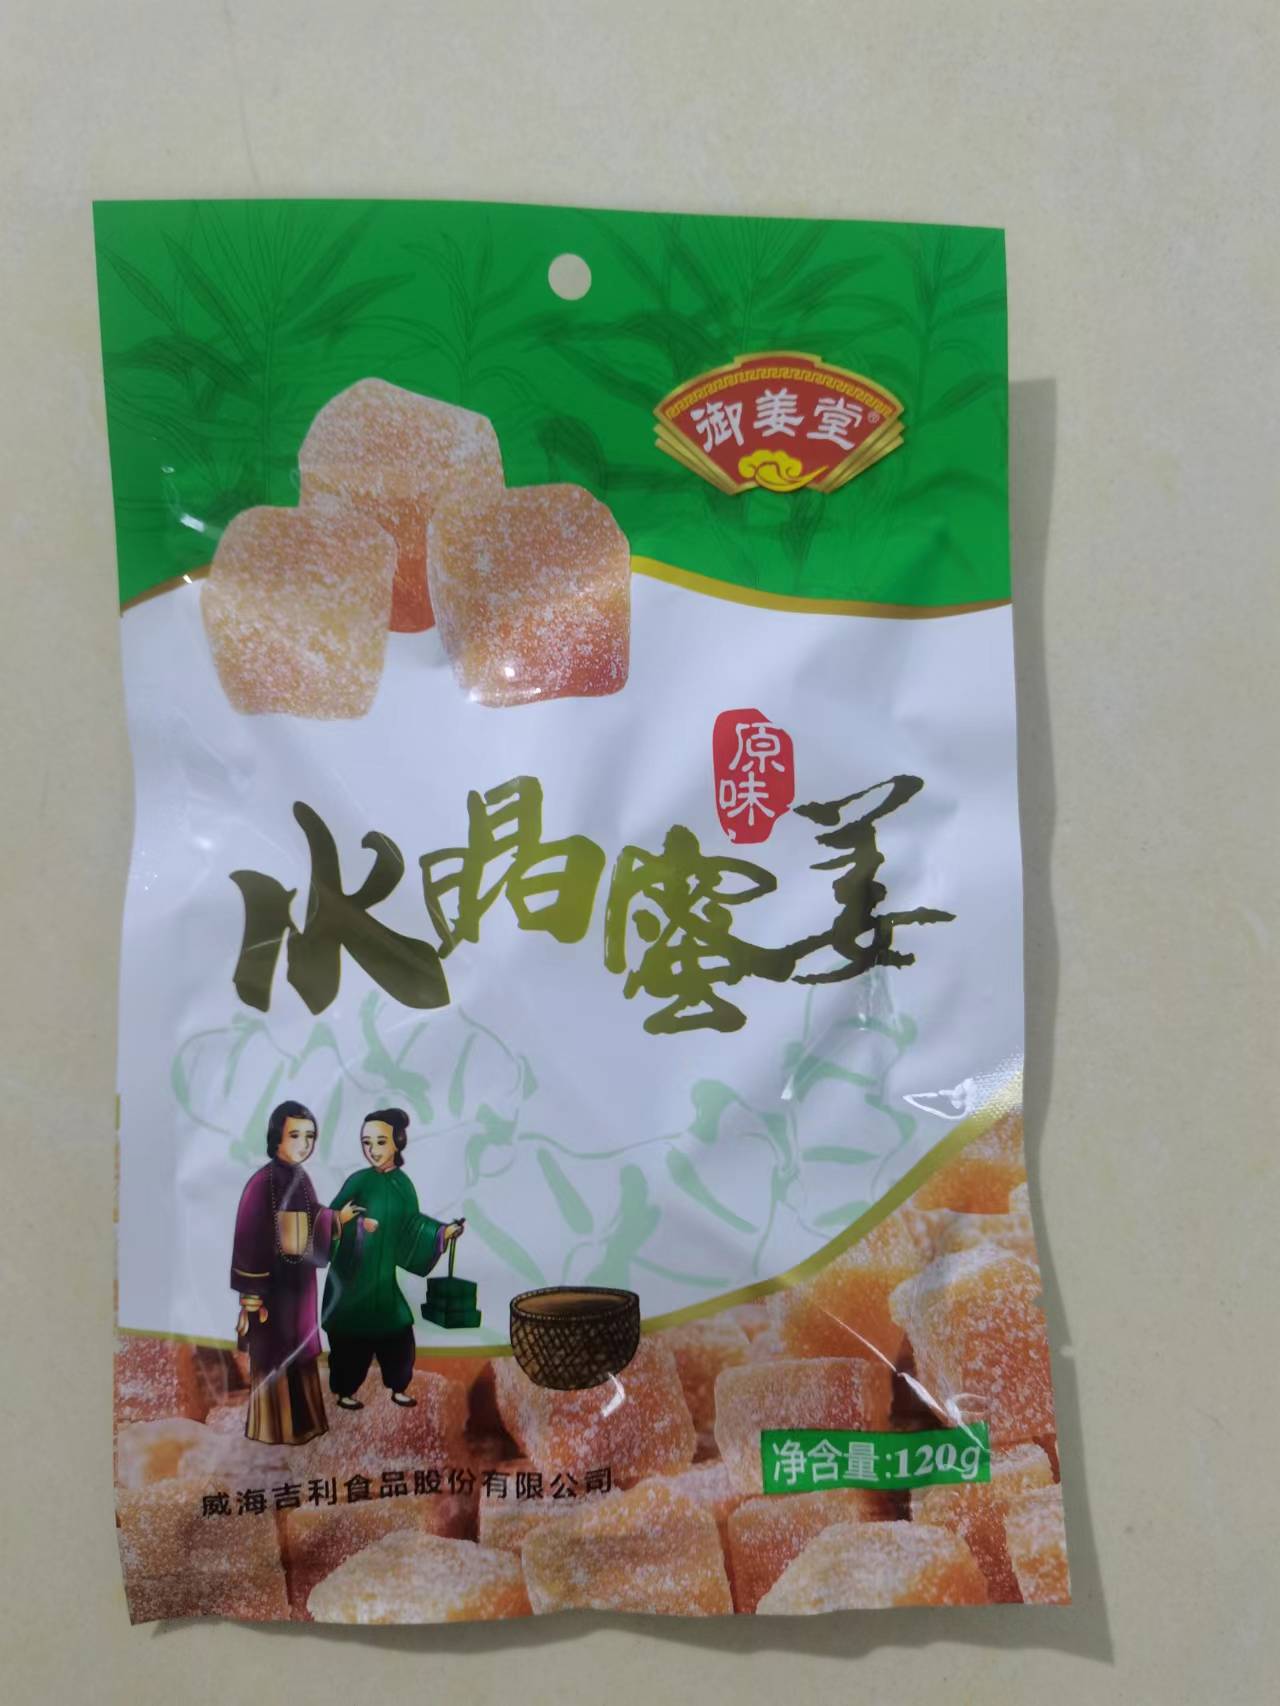 御姜堂®
原味
水晶蜜姜
净含量:120g
威海吉利食品股份有限公司